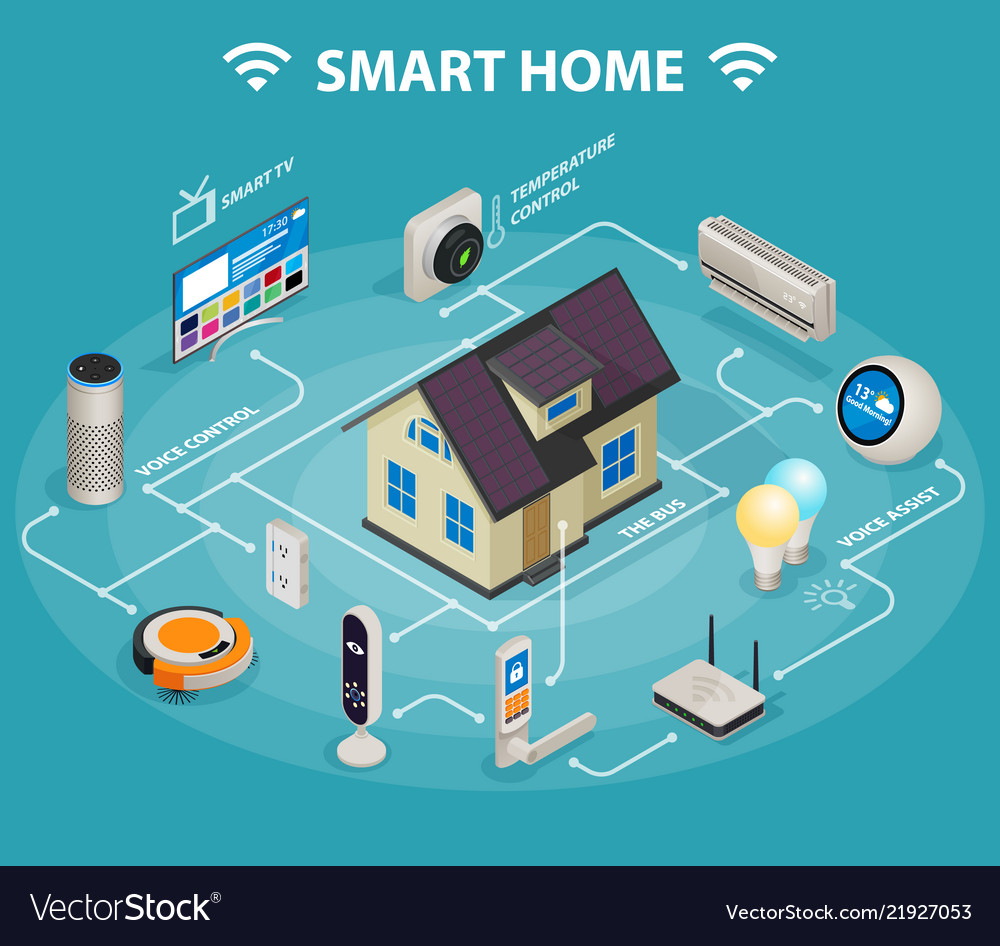 SMART HOME
SMART TV
17:30
TEMPERATURE
CONTROL
23°
13°
Good Morning!
VOICE CONTROL
THE BUS
VOICE ASSIST
VectorStock®
VectorStock.com/21927053